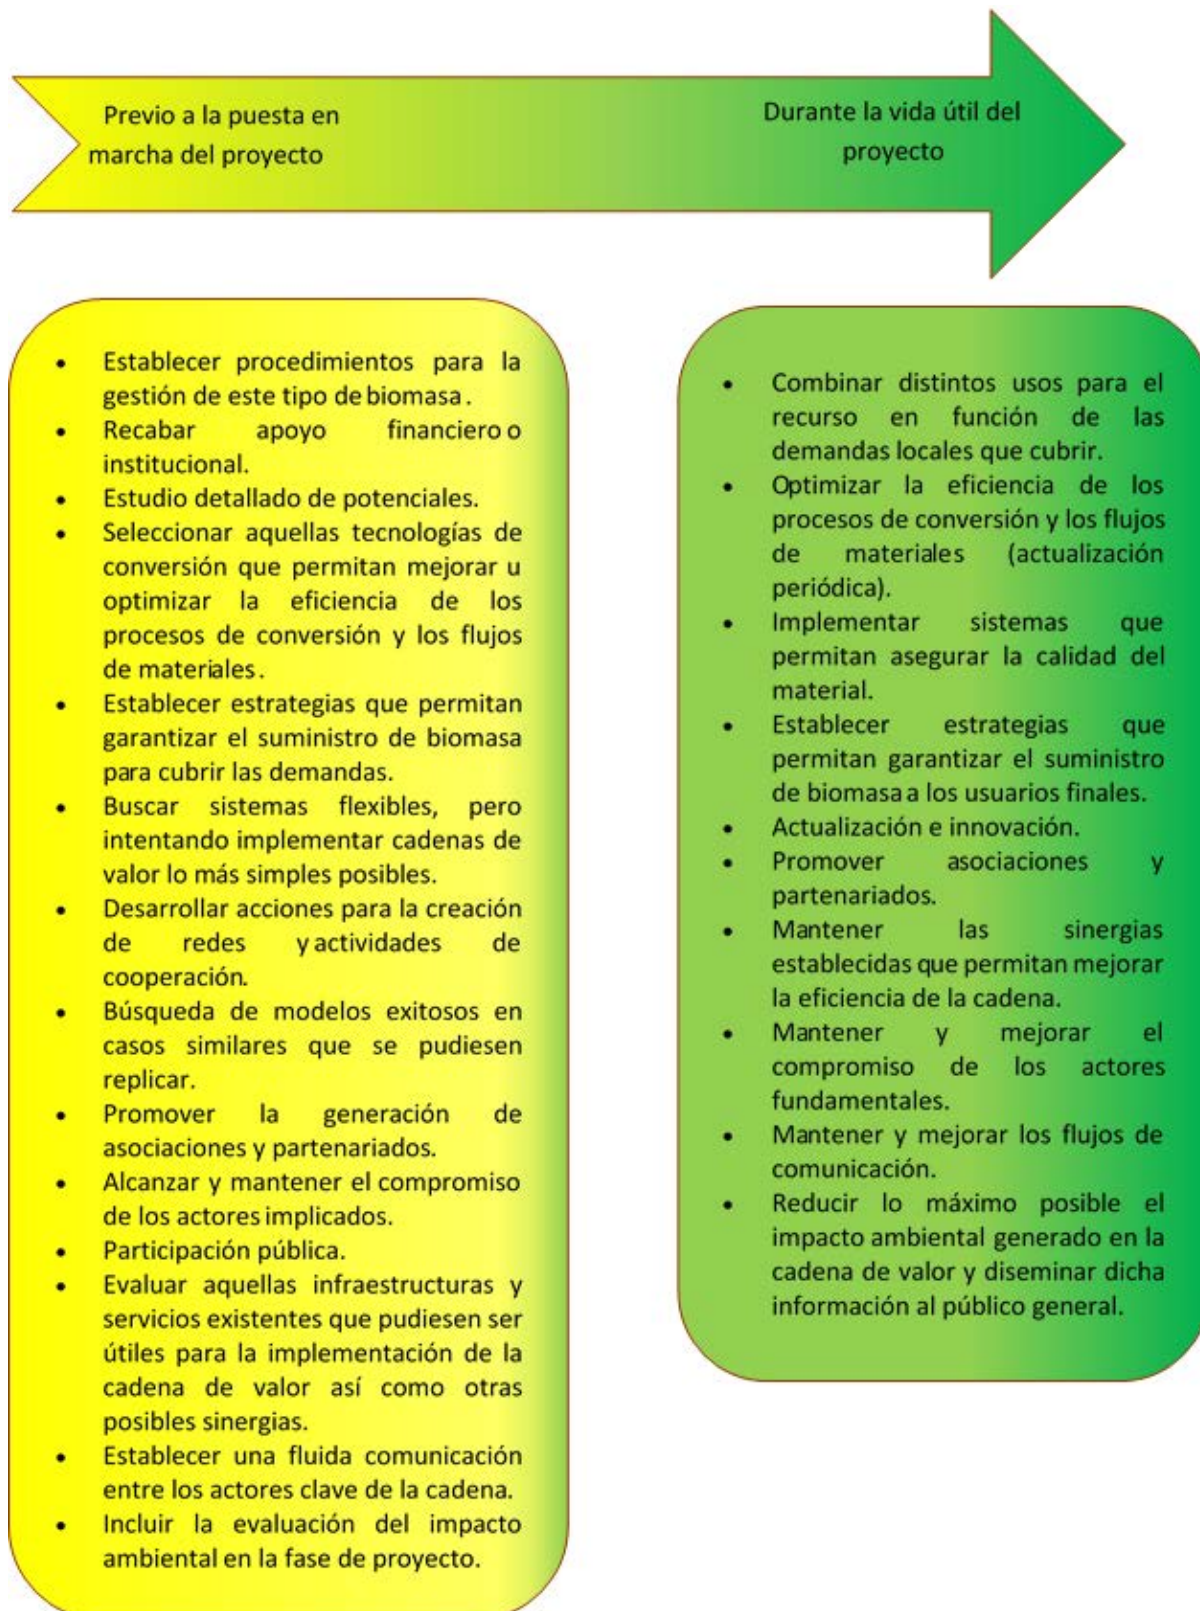 Previo a la puesta en
marcha del proyecto
Durante la vida útil del
proyecto
• Establecer procedimientos para la
gestión de este tipo de biomasa.
• Recabar apoyo financiero o
institucional.
• Estudio detallado de potenciales.
• Seleccionar aquellas tecnologías de
conversión que permitan mejorar u
optimizar la eficiencia de los
procesos de conversión y los flujos
de materiales.
• Establecer estrategias que permitan
garantizar el suministro de biomasa
para cubrir las demandas.
• Buscar sistemas flexibles, pero
intentando implementar cadenas de
valor lo más simples posibles.
• Desarrollar acciones para la creación
de redes y actividades de
cooperación.
• Búsqueda de modelos exitosos en
casos similares que se pudiesen
replicar.
• Promover la generación de
asociaciones y partenariados.
• Alcanzar y mantener el compromiso
de los actores implicados.
• Participación pública.
• Evaluar aquellas infraestructuras y
servicios existentes que pudiesen ser
útiles para la implementación de la
cadena de valor así como otras
posibles sinergias.
• Establecer una fluida comunicación
entre los actores clave de la cadena.
• Incluir la evaluación del impacto
ambiental en la fase de proyecto.
• Combinar distintos usos para el
recurso en función de las
demandas locales que cubrir.
• Optimizar la eficiencia de los
procesos de conversión y los flujos
de materiales (actualización
periódica).
• Implementar sistemas que
permitan asegurar la calidad del
material.
• Establecer estrategias que
permitan garantizar el suministro
de biomasa a los usuarios finales.
• Actualización e innovación.
• Promover asociaciones y
partenariados.
• Mantener las sinergias
establecidas que permitan mejorar
la eficiencia de la cadena.
• Mantener y mejorar el
compromiso de los actores
fundamentales.
• Mantener y mejorar los flujos de
comunicación.
• Reducir lo máximo posible el
impacto ambiental generado en la
cadena de valor y diseminar dicha
información al público general.